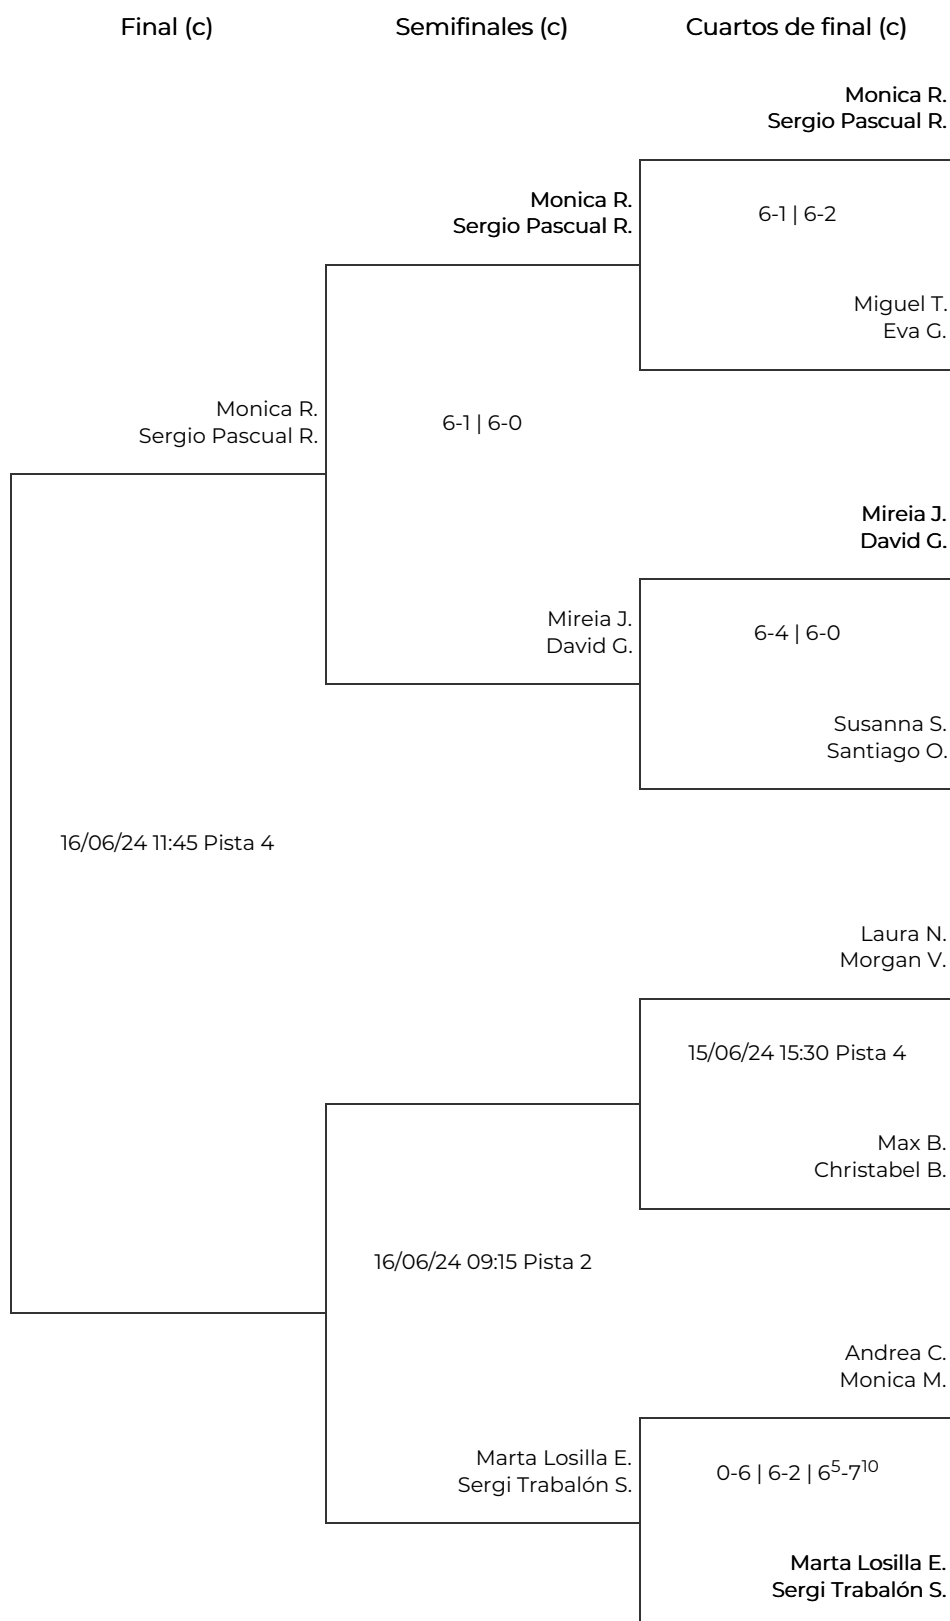 Final (c)
Semifinales (c)
Cuartos de final (c)
Monica R.
Sergio Pascual R.
Monica R.
Sergio Pascual R.
6-1 | 6-2
Miguel T.
Eva G.
Monica R.
Sergio Pascual R.
6-1 | 6-0
Mireia J.
David G.
Mireia J.
David G.
6-4 | 6-0
Susanna S.
Santiago O.
16/06/24 11:45 Pista 4
Laura N.
Morgan V.
15/06/24 15:30 Pista 4
Max B.
Christabel B.
16/06/24 09:15 Pista 2
Andrea C.
Monica M.
Marta Losilla E.
Sergi Trabalón S.
0-6 | 6-2 | 6⁵-7¹⁰
Marta Losilla E.
Sergi Trabalón S.